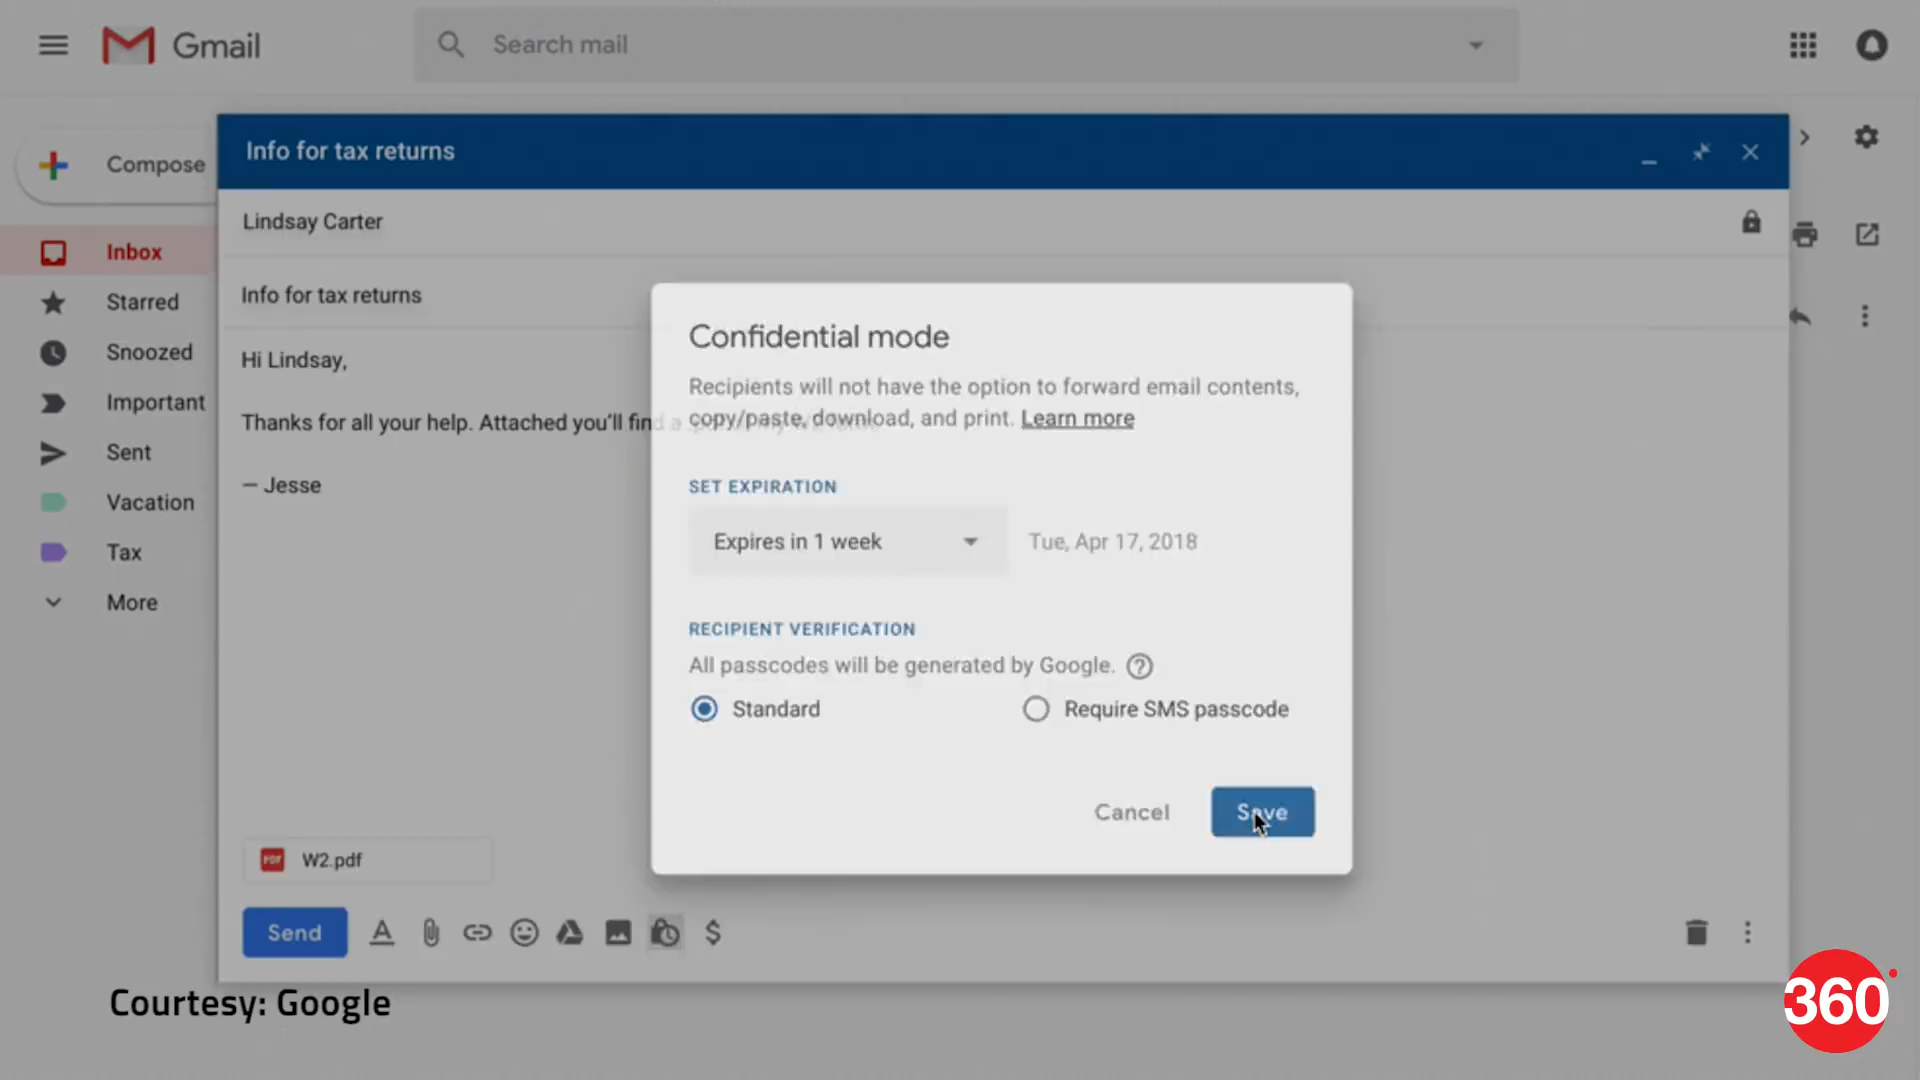 Gmail
Search mail
Compose
Inbox
Starred
Snoozed
Important
Sent
Vacation
Tax
More
Info for tax returns
Lindsay Carter
Info for tax returns
Hi Lindsay,
Thanks for all your help. Attached you'll find a
— Jesse
PDF W2.pdf
Send
Confidential mode
Recipients will not have the option to forward email contents,
copy/paste, download, and print. Learn more
SET EXPIRATION
Expires in 1 week
Tue, Apr 17, 2018
RECIPIENT VERIFICATION
All passcodes will be generated by Google.
Standard
Require SMS passcode
Cancel
Save
Courtesy: Google
360